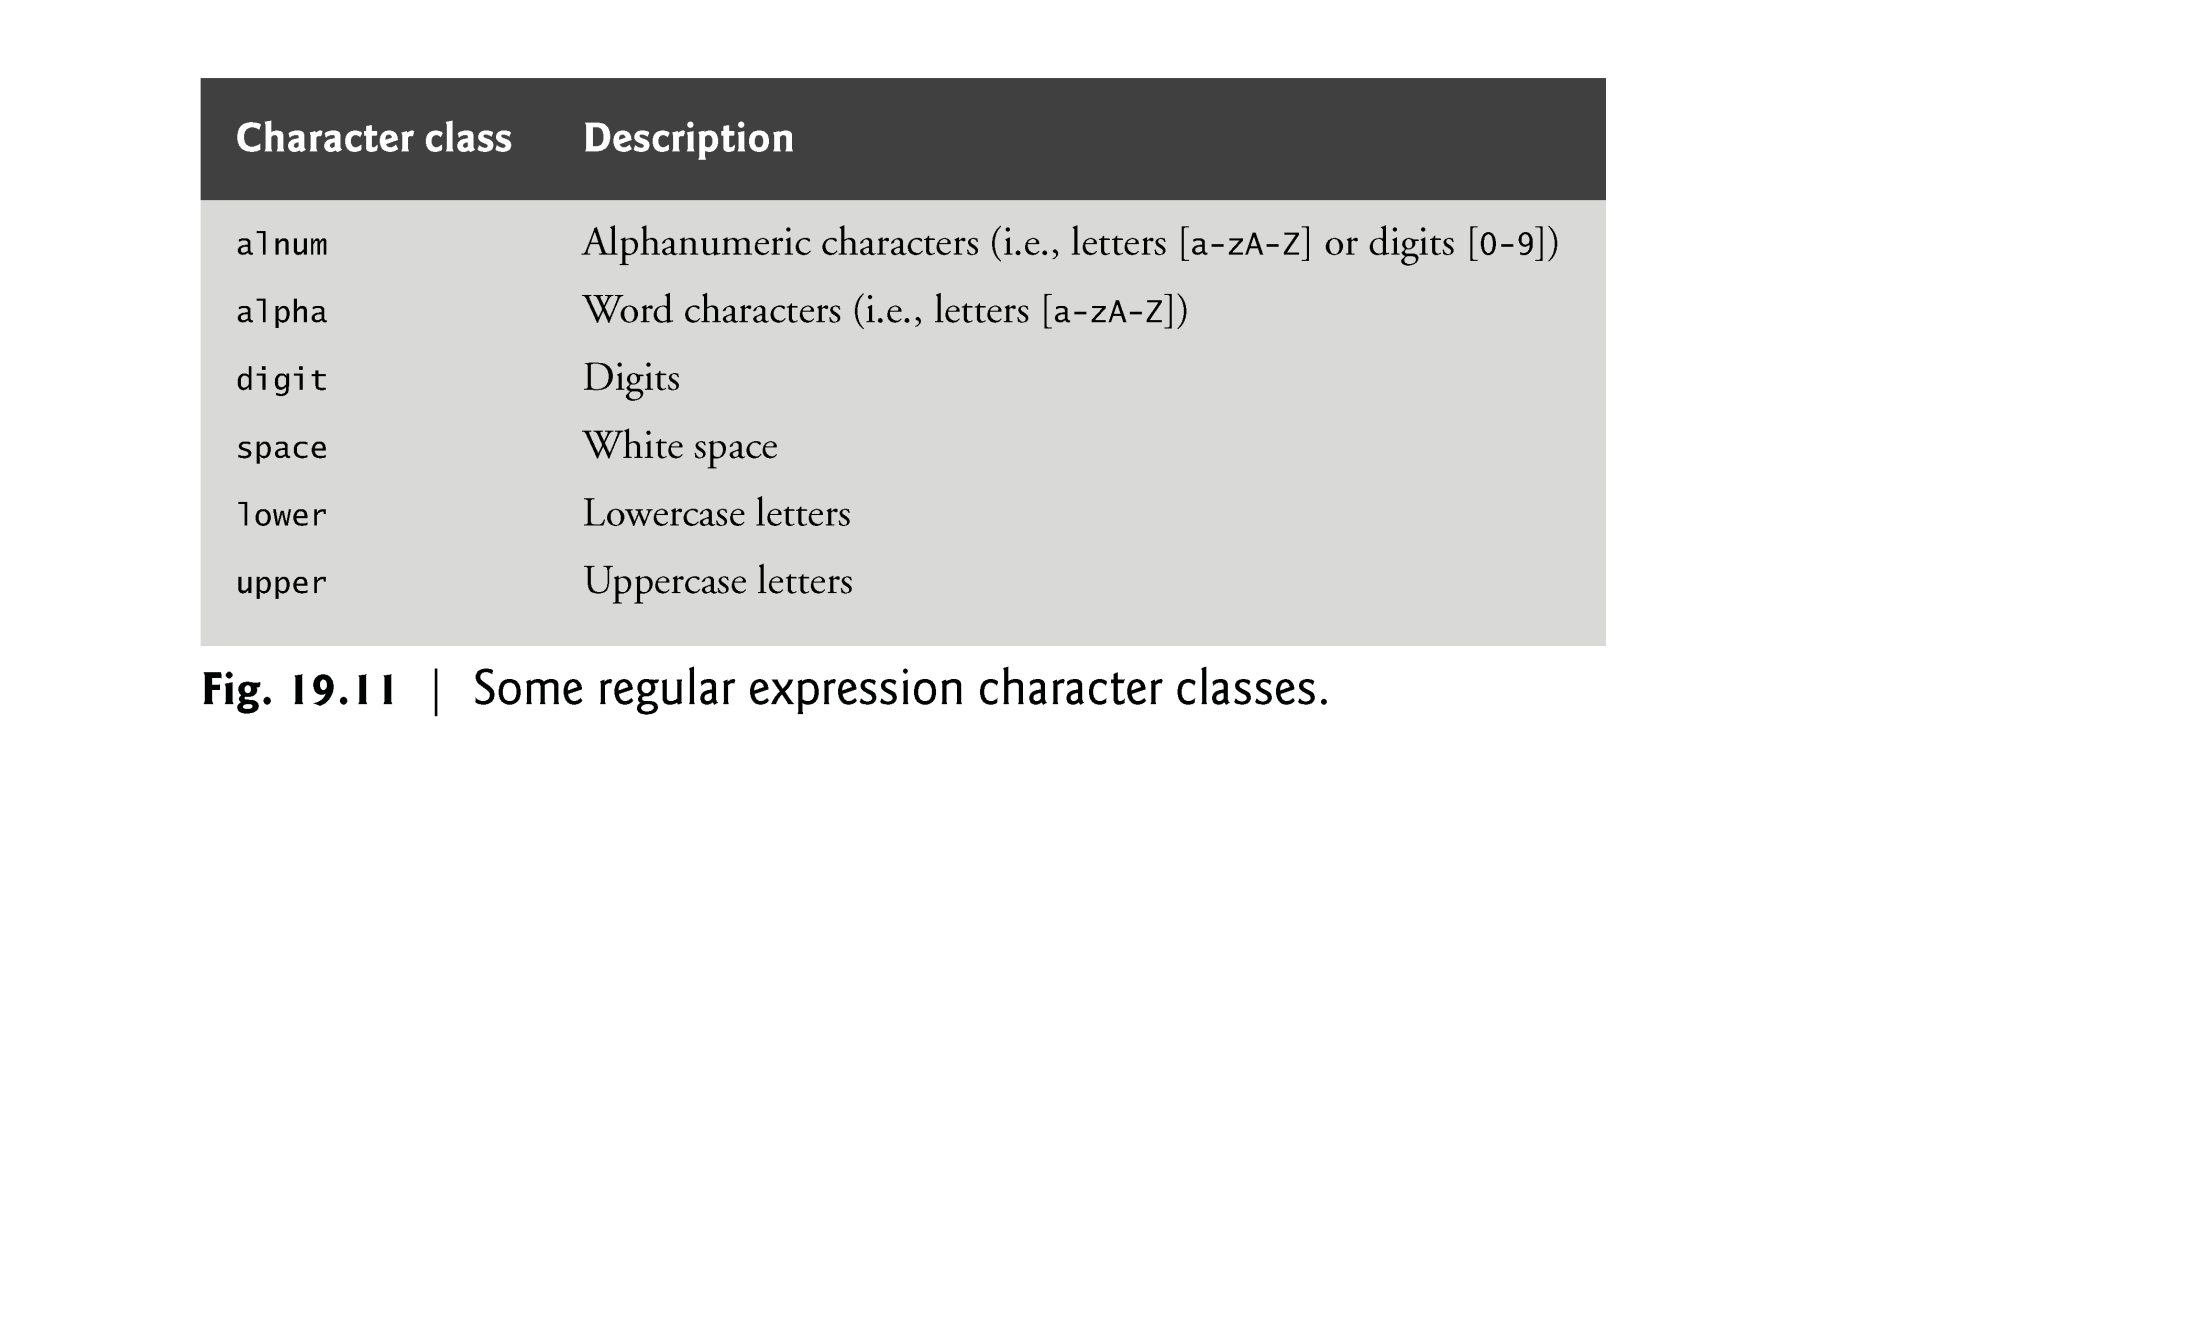 Character class Description
alnum Alphanumeric characters (i.e., letters [a-zA-Z] or digits [0-9])
alpha Word characters (i.e., letters [a-zA-Z])
digit Digits
space White space
lower Lowercase letters
upper Uppercase letters
Fig. 19.11 | Some regular expression character classes.